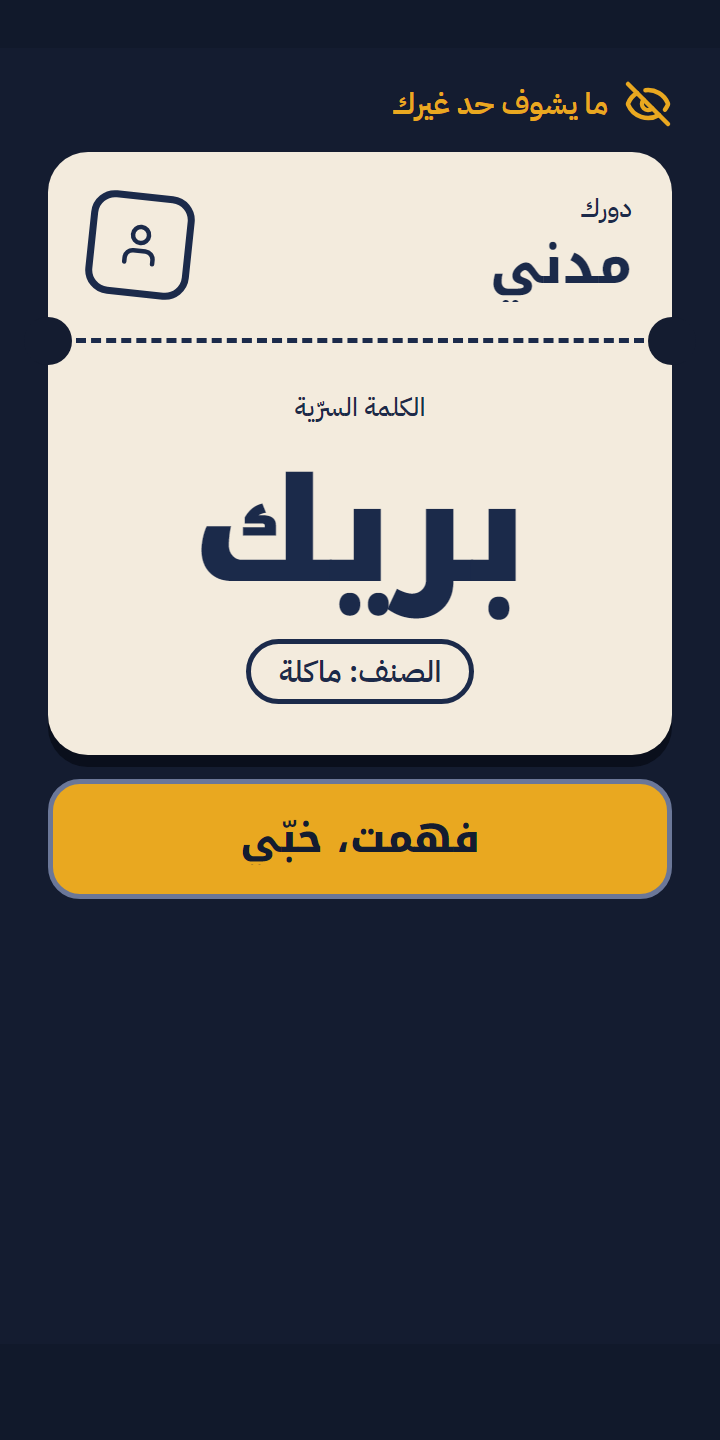 ما يشوف حد غيرك
دورك
مدني
الكلمة السرّية
بريك
الصنف: ماكلة
فهمت، خبّي